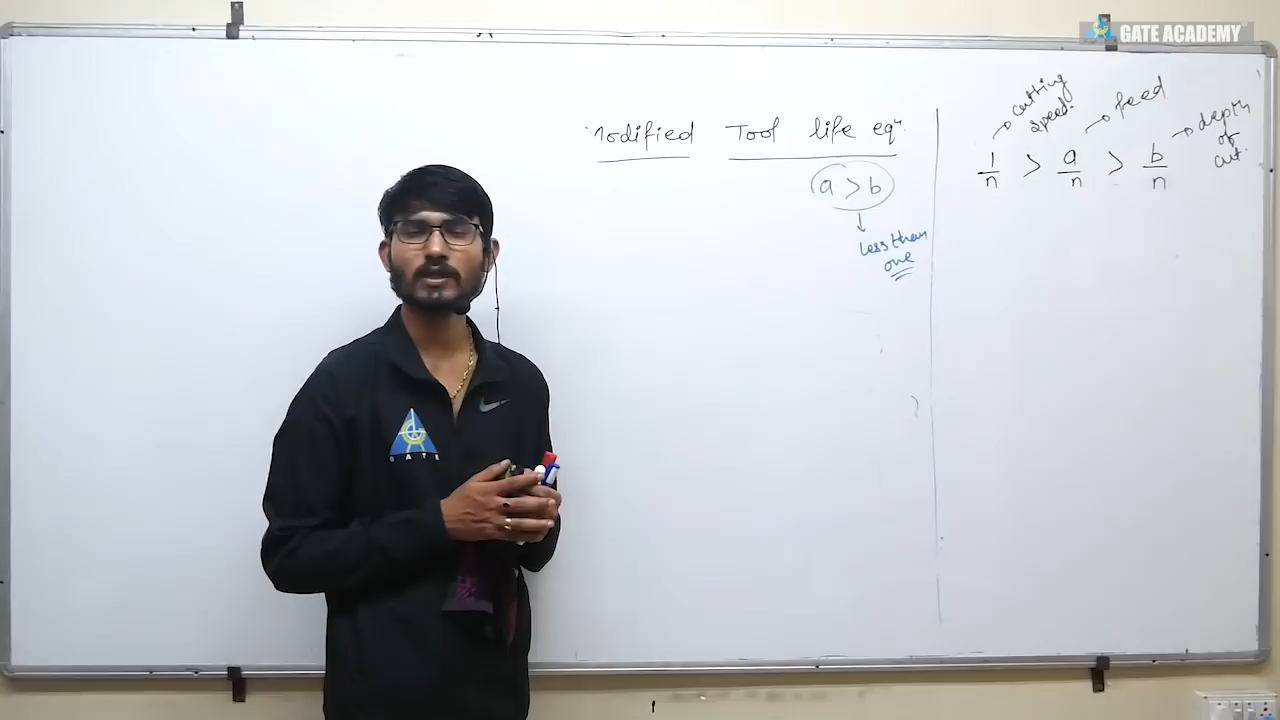 GATE ACADEMY
Modified Tool life eqⁿ.
a > b
less than
one
cutting
speed.
feed
depth
of
cut.
1/n > a/n > b/n
GATE